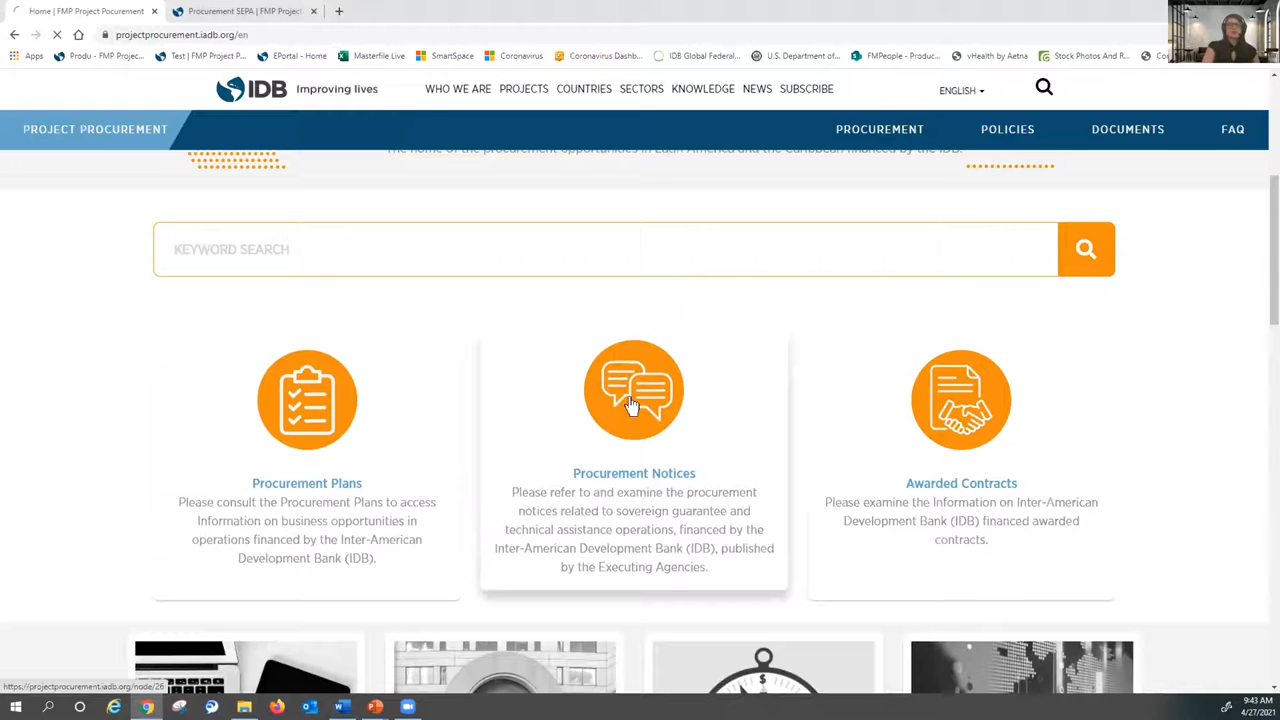 Home | FMP Project Pocurement
Procurement SEPA | FMP Projec
projectprocurement.iadb.org/en
Apps
Produ - FMP Projec...
Test | FMP Project P...
EPortal - Home
Masterfile Live
SmartSpace
Coronavirus
Coronavirus Dashb...
IDB Global Federal...
U.S. Department of...
FMPeople - Produc...
vHealth by Aetna
Stock Photos And R...
IDB
Improving lives
WHO WE ARE
PROJECTS
COUNTRIES
SECTORS
KNOWLEDGE
NEWS
SUBSCRIBE
ENGLISH
PROJECT PROCUREMENT
PROCUREMENT
POLICIES
DOCUMENTS
FAQ
The home of the procurement opportunities in Latin America and the Caribbean financed by the IDB.
KEYWORD SEARCH
Procurement Plans
Please consult the Procurement Plans to access
Information on business opportunities in
operations financed by the Inter-American
Development Bank (IDB).
Procurement Notices
Please refer to and examine the procurement
notices related to sovereign guarantee and
technical assistance operations, financed by the
Inter-American Development Bank (IDB), published
by the Executing Agencies.
Awarded Contracts
Please examine the Information on Inter-American
Development Bank (IDB) financed awarded
contracts.
https://projectprocurement.iadb.org/node/26
9:43 AM
4/27/2021